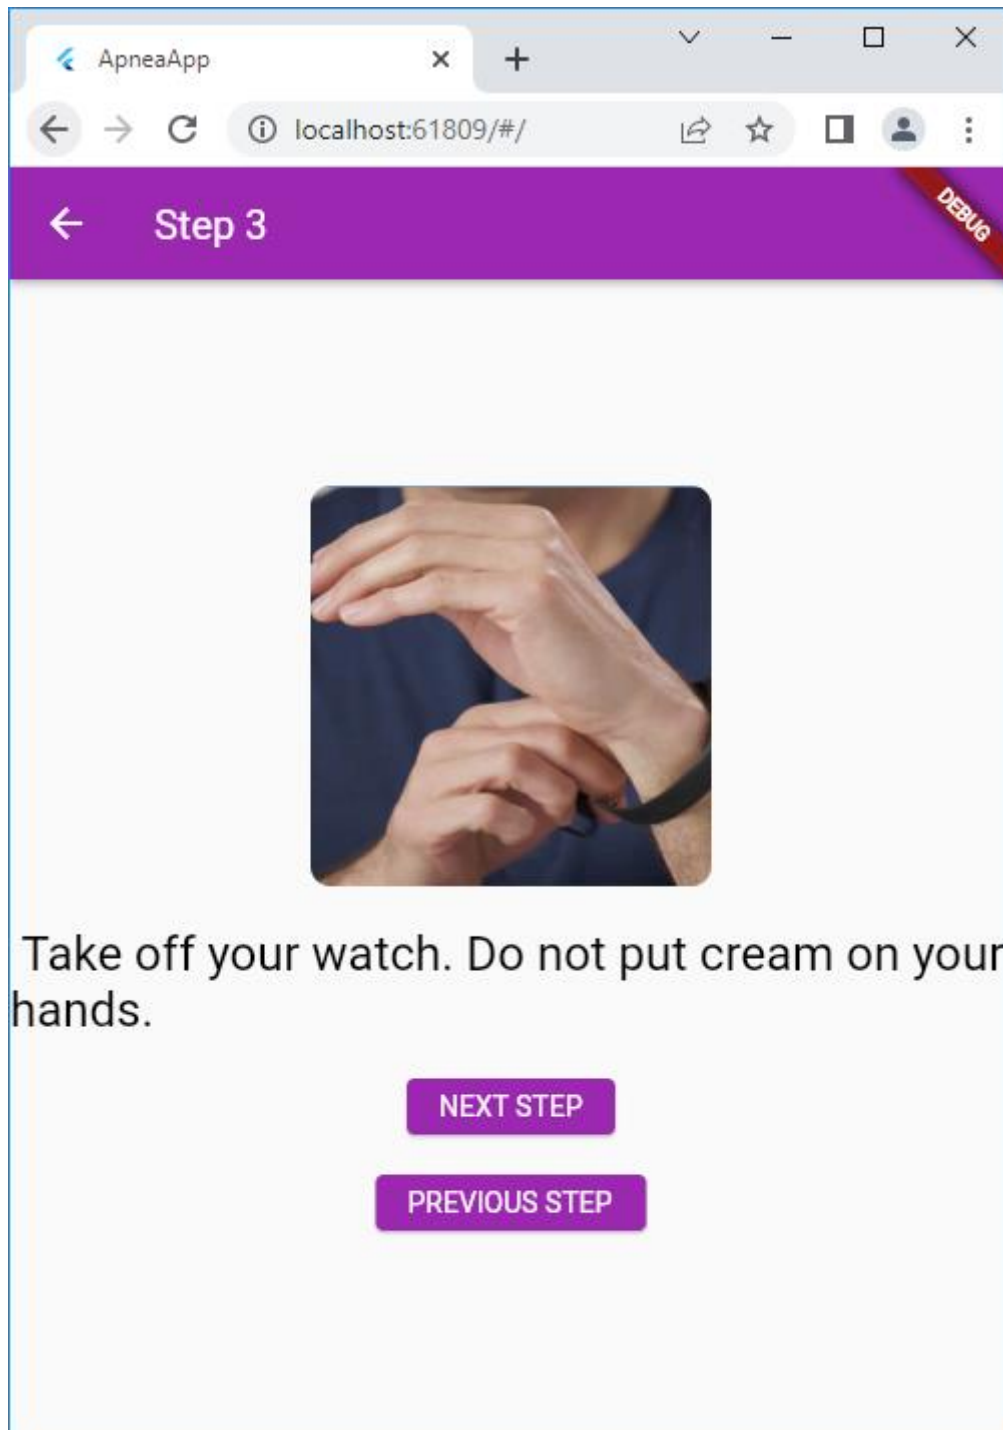 ApneaApp
localhost:61809/#/
Step 3
DEBUG
Take off your watch. Do not put cream on your
hands.
NEXT STEP
PREVIOUS STEP